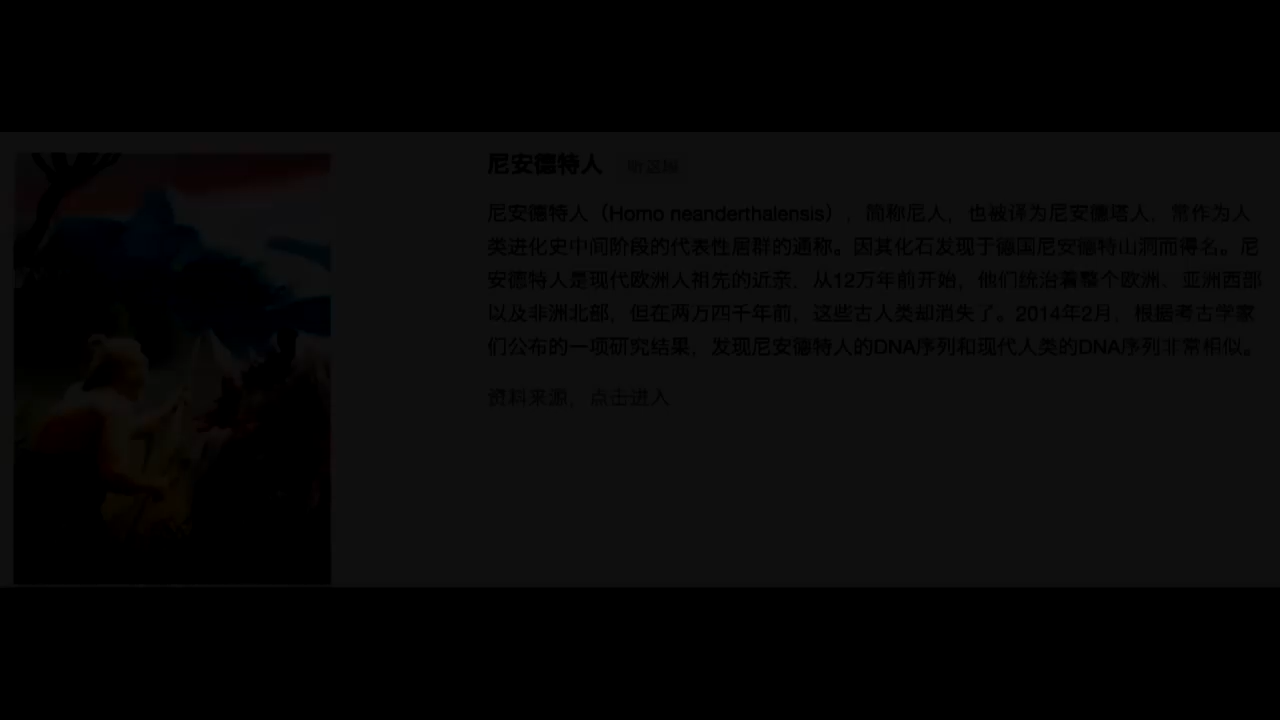 尼安德特人 听这段
尼安德特人（Homo neanderthalensis），简称尼人，也被译为尼安德塔人，常作为人
类进化史中间阶段的代表性居群的通称。因其化石发现于德国尼安德特山洞而得名。尼
安德特人是现代欧洲人祖先的近亲，从12万年前开始，他们统治着整个欧洲、亚洲西部
以及非洲北部，但在两万四千年前，这些古人类却消失了。2014年2月，根据考古学家
们公布的一项研究结果，发现尼安德特人的DNA序列和现代人类的DNA序列非常相似。
资料来源，点击进入